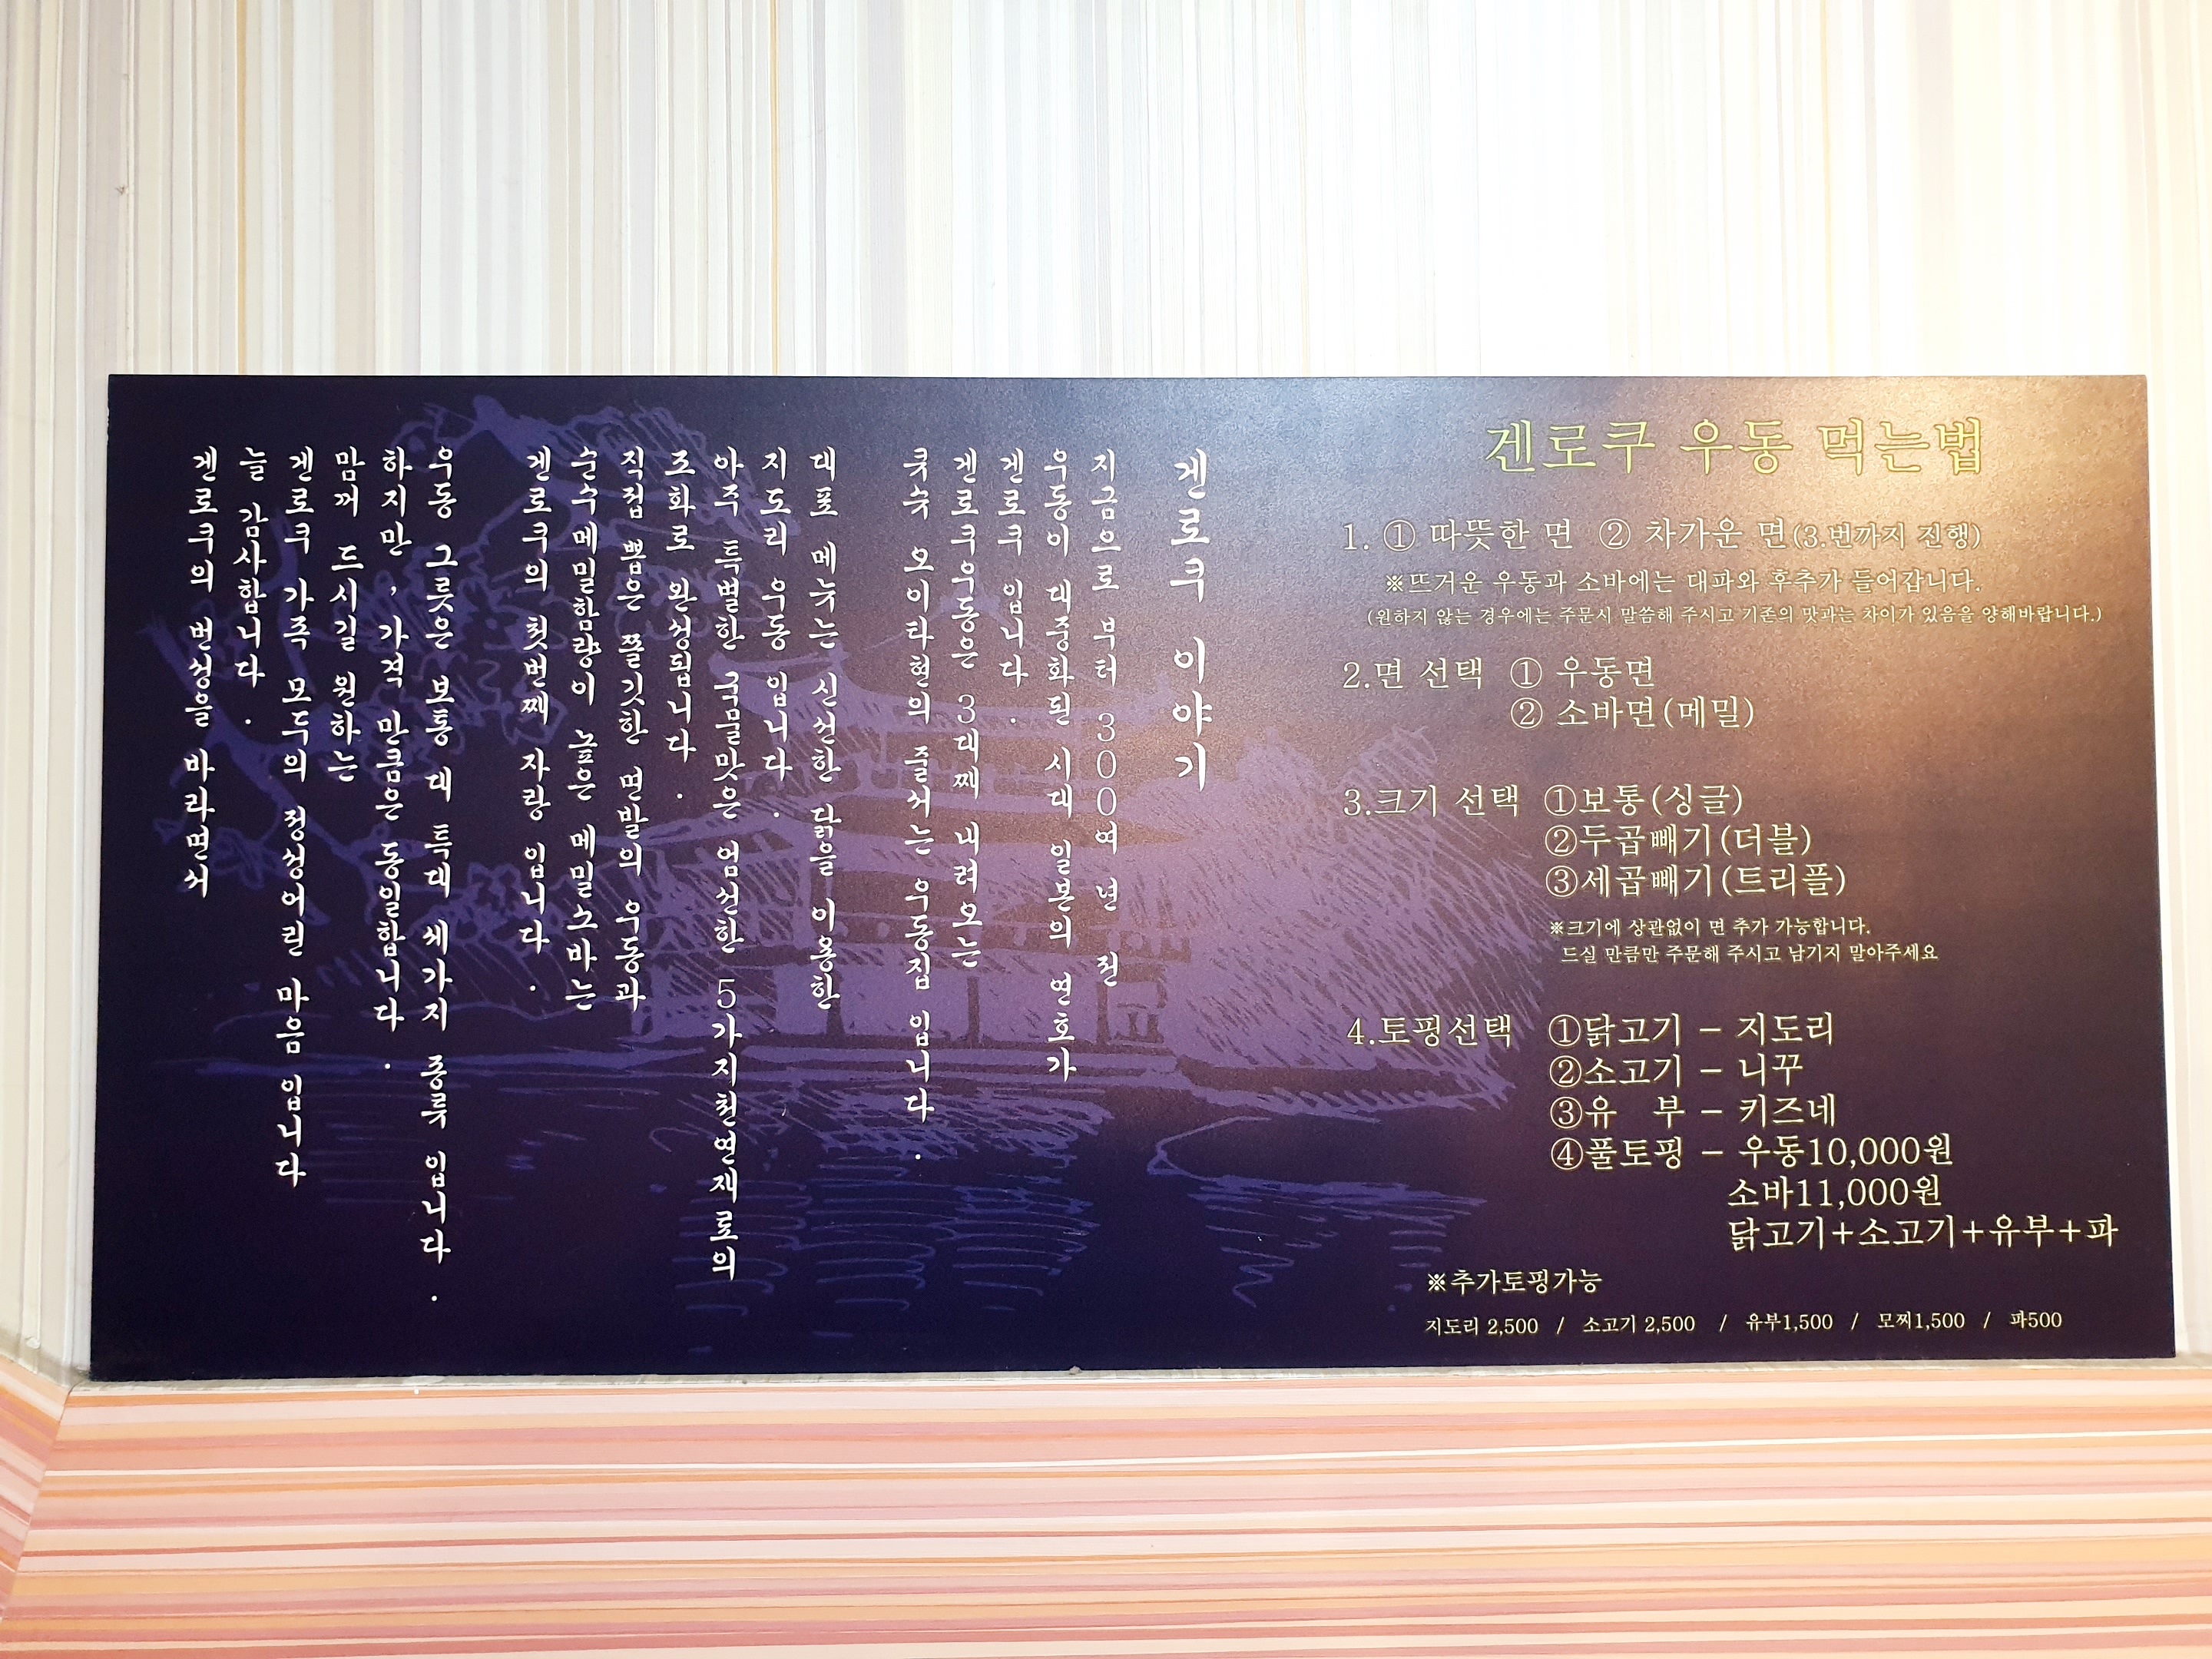 겐로쿠 이야기
지금으로 부터 300여 년 전
우동이 대중화된 시대 일본의 연호가
겐로쿠 입니다.
겐로쿠우동은 3대째 내려오는
큣슈 오이타현의 줄서는 우동집 입니다.
대표 메뉴는 신선한 닭을 이용한
지도리 우동 입니다.
아주 특별한 국물맛은 엄선한 5가지천연재료의
조화로 완성됩니다.
직접 뽑은 쫄깃한 면발의 우동과
순수메밀함량이 높은 메밀소바는
겐로쿠의 첫번째 자랑 입니다.
우동 그릇은 보통 대 특대 세가지 종류 입니다.
하지만, 가격 만큼은 동일합니다.
맘껏 드시길 원하는
겐로쿠 가족 모두의 정성어린 마음 입니다
늘 감사합니다.
겐로쿠의 번성을 바라면서
겐로쿠 우동 먹는법
1. ① 따뜻한 면 ② 차가운 면(3.번까지 진행)
※뜨거운 우동과 소바에는 대파와 후추가 들어갑니다.
(원하지 않는 경우에는 주문시 말씀해 주시고 기존의 맛과는 차이가 있음을 양해바랍니다.)
2.면 선택 ① 우동면
② 소바면(메밀)
3.크기 선택 ①보통(싱글)
②두곱빼기(더블)
③세곱빼기(트리플)
※크기에 상관없이 면 추가 가능합니다.
드실 만큼만 주문해 주시고 남기지 말아주세요
4.토핑선택 ①닭고기 - 지도리
②소고기 - 니꾸
③유 부 - 키즈네
④풀토핑 - 우동10,000원
소바11,000원
닭고기+소고기+유부+파
※추가토핑가능
지도리 2,500 / 소고기 2,500 / 유부1,500 / 모찌1,500 / 파500